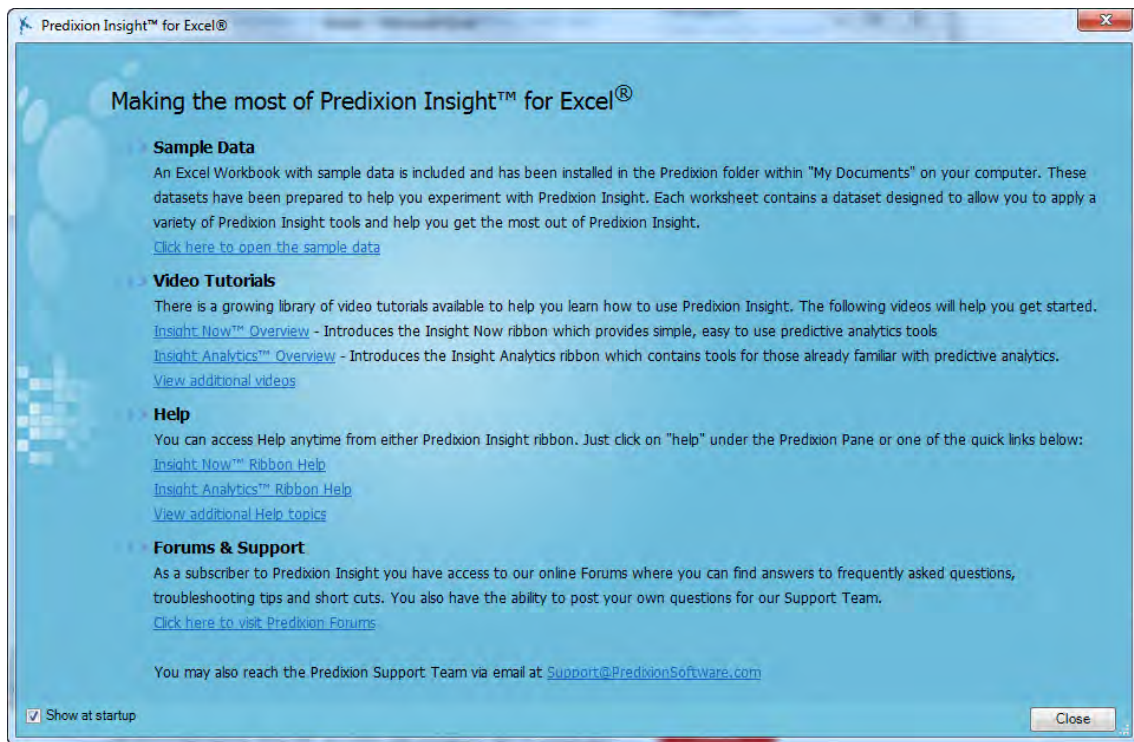 Predixion Insight™ for Excel®
Making the most of Predixion Insight™ for Excel®
Sample Data
An Excel Workbook with sample data is included and has been installed in the Predixion folder within "My Documents" on your computer. These
datasets have been prepared to help you experiment with Predixion Insight. Each worksheet contains a dataset designed to allow you to apply a
variety of Predixion Insight tools and help you get the most out of Predixion Insight.
Click here to open the sample data
Video Tutorials
There is a growing library of video tutorials available to help you learn how to use Predixion Insight. The following videos will help you get started.
Insight Now™ Overview - Introduces the Insight Now ribbon which provides simple, easy to use predictive analytics tools
Insight Analytics™ Overview - Introduces the Insight Analytics ribbon which contains tools for those already familiar with predictive analytics.
View additional videos
Help
You can access Help anytime from either Predixion Insight ribbon. Just click on "help" under the Predixion Pane or one of the quick links below:
Insight Now™ Ribbon Help
Insight Analytics™ Ribbon Help
View additional Help topics
Forums & Support
As a subscriber to Predixion Insight you have access to our online Forums where you can find answers to frequently asked questions,
troubleshooting tips and short cuts. You also have the ability to post your own questions for our Support Team.
Click here to visit Predixion Forums
You may also reach the Predixion Support Team via email at Support@PredixionSoftware.com
Show at startup
Close